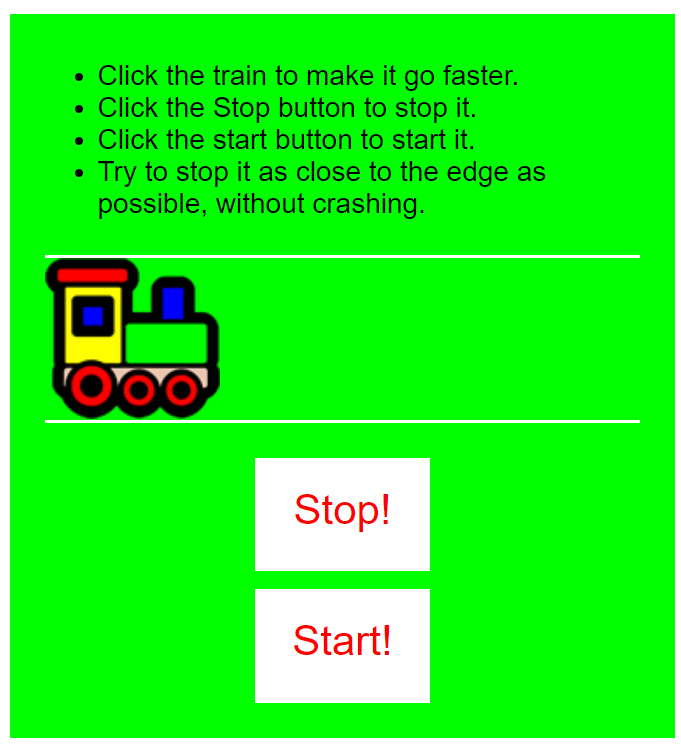 Click the train to make it go faster.
Click the Stop button to stop it.
Click the start button to start it.
Try to stop it as close to the edge as
possible, without crashing.
Stop!
Start!